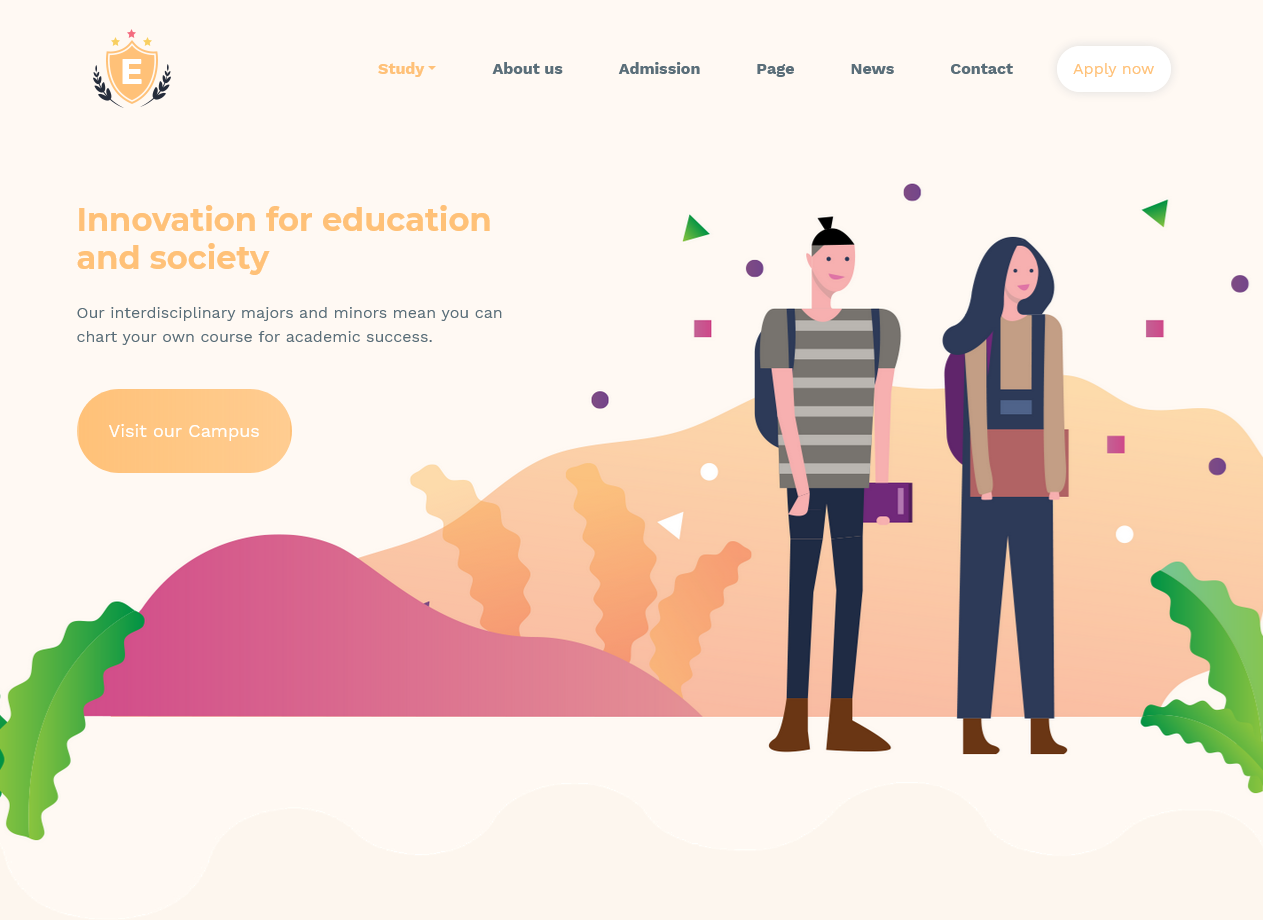 E
Study
About us
Admission
Page
News
Contact
Apply now
Innovation for education
and society
Our interdisciplinary majors and minors mean you can
chart your own course for academic success.
Visit our Campus